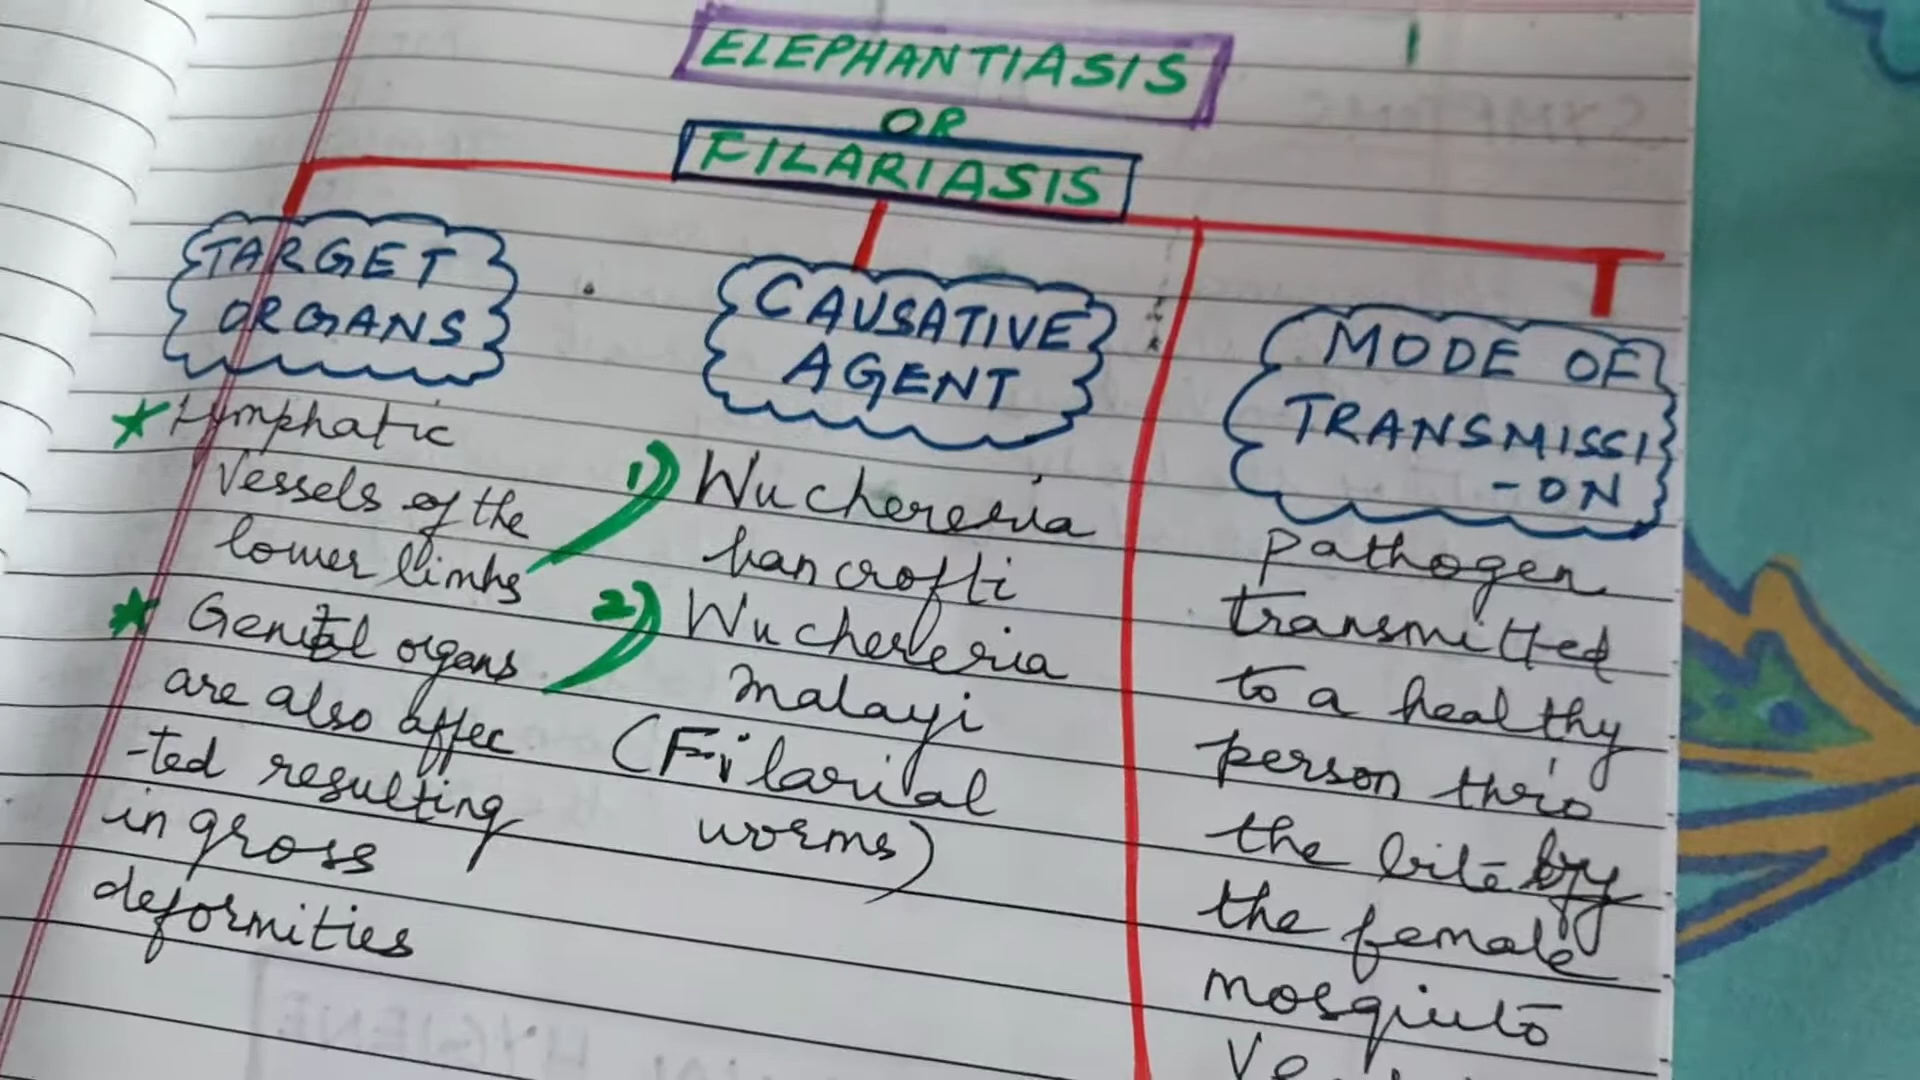 ELEPHANTIASIS
OR
FILARIASIS
TARGET
ORGANS
★ Lymphatic
Vessels of the
lower limbs
★ Genital organs
are also affec
-ted resulting
in gross
deformities
CAUSATIVE
AGENT
1) Wuchereria
bancrofti
2) Wuchereria
malayi
(Filarial
worms)
MODE OF
TRANSMISSI
-ON
Pathogen
transmitted
to a healthy
person thro'
the bite by
the female
mosquito